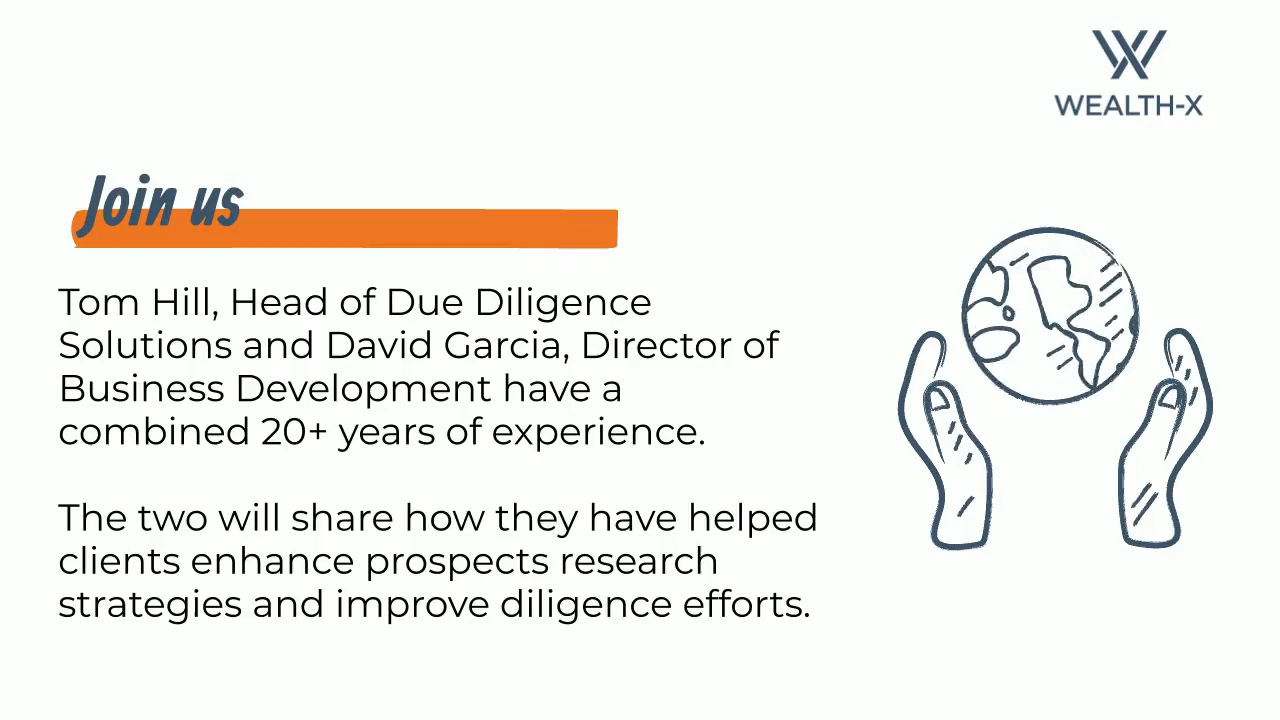 WEALTH-X
Join us
Tom Hill, Head of Due Diligence
Solutions and David Garcia, Director of
Business Development have a
combined 20+ years of experience.
The two will share how they have helped
clients enhance prospects research
strategies and improve diligence efforts.